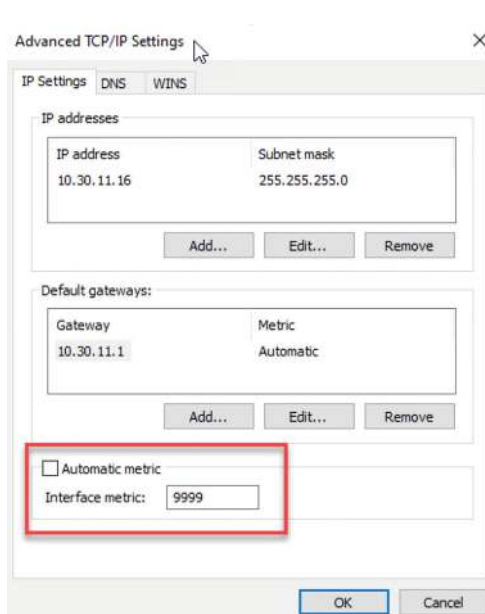 Advanced TCP/IP Settings
IP Settings DNS WINS
IP addresses
IP address Subnet mask
10.30.11.16 255.255.255.0
Add... Edit... Remove
Default gateways:
Gateway Metric
10.30.11.1 Automatic
Add... Edit... Remove
Automatic metric
Interface metric: 9999
OK Cancel